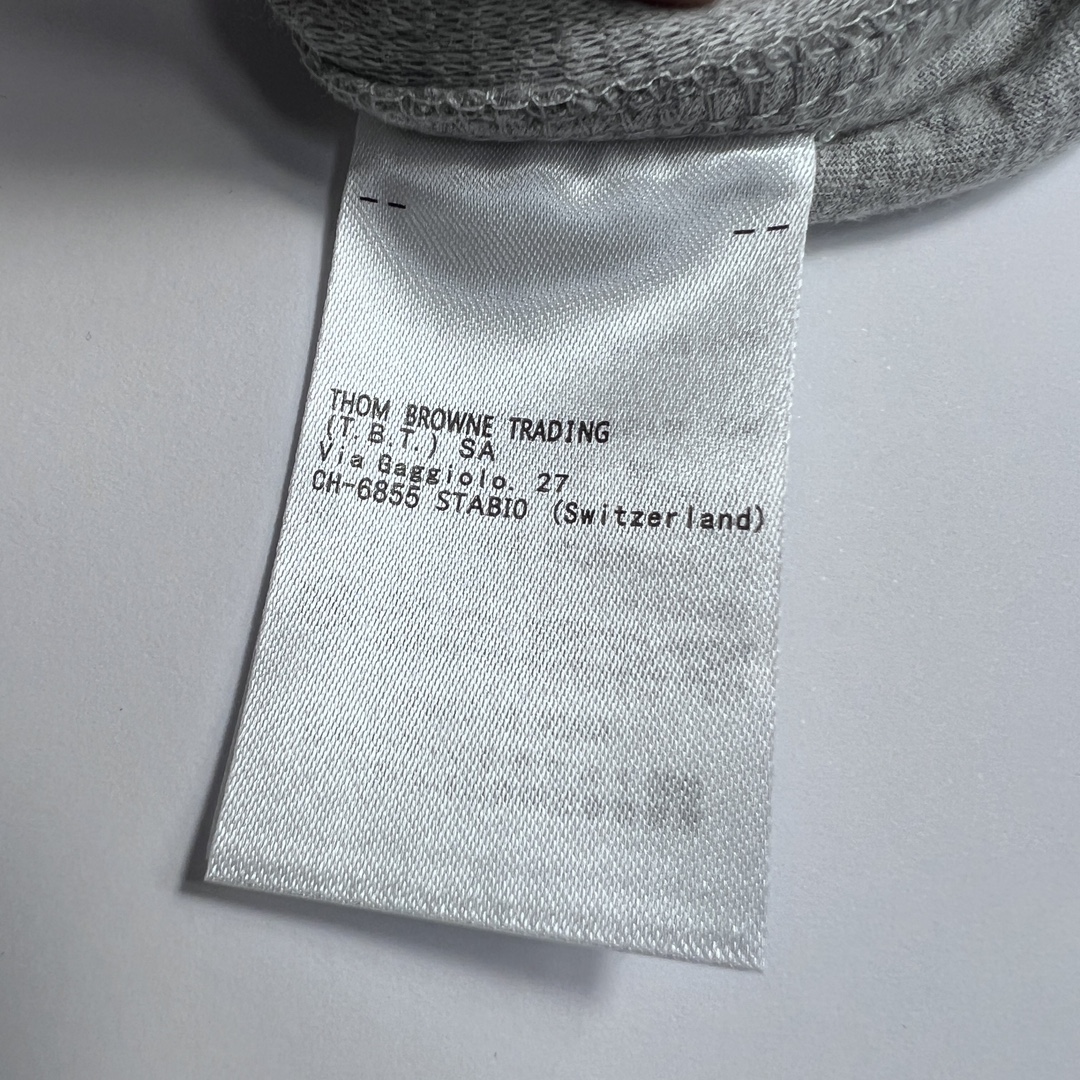 THOM BROWNE TRADING
(T.B.T.) SA
Via Gaggiolo, 27
CH-6855 STABIO (Switzerland)